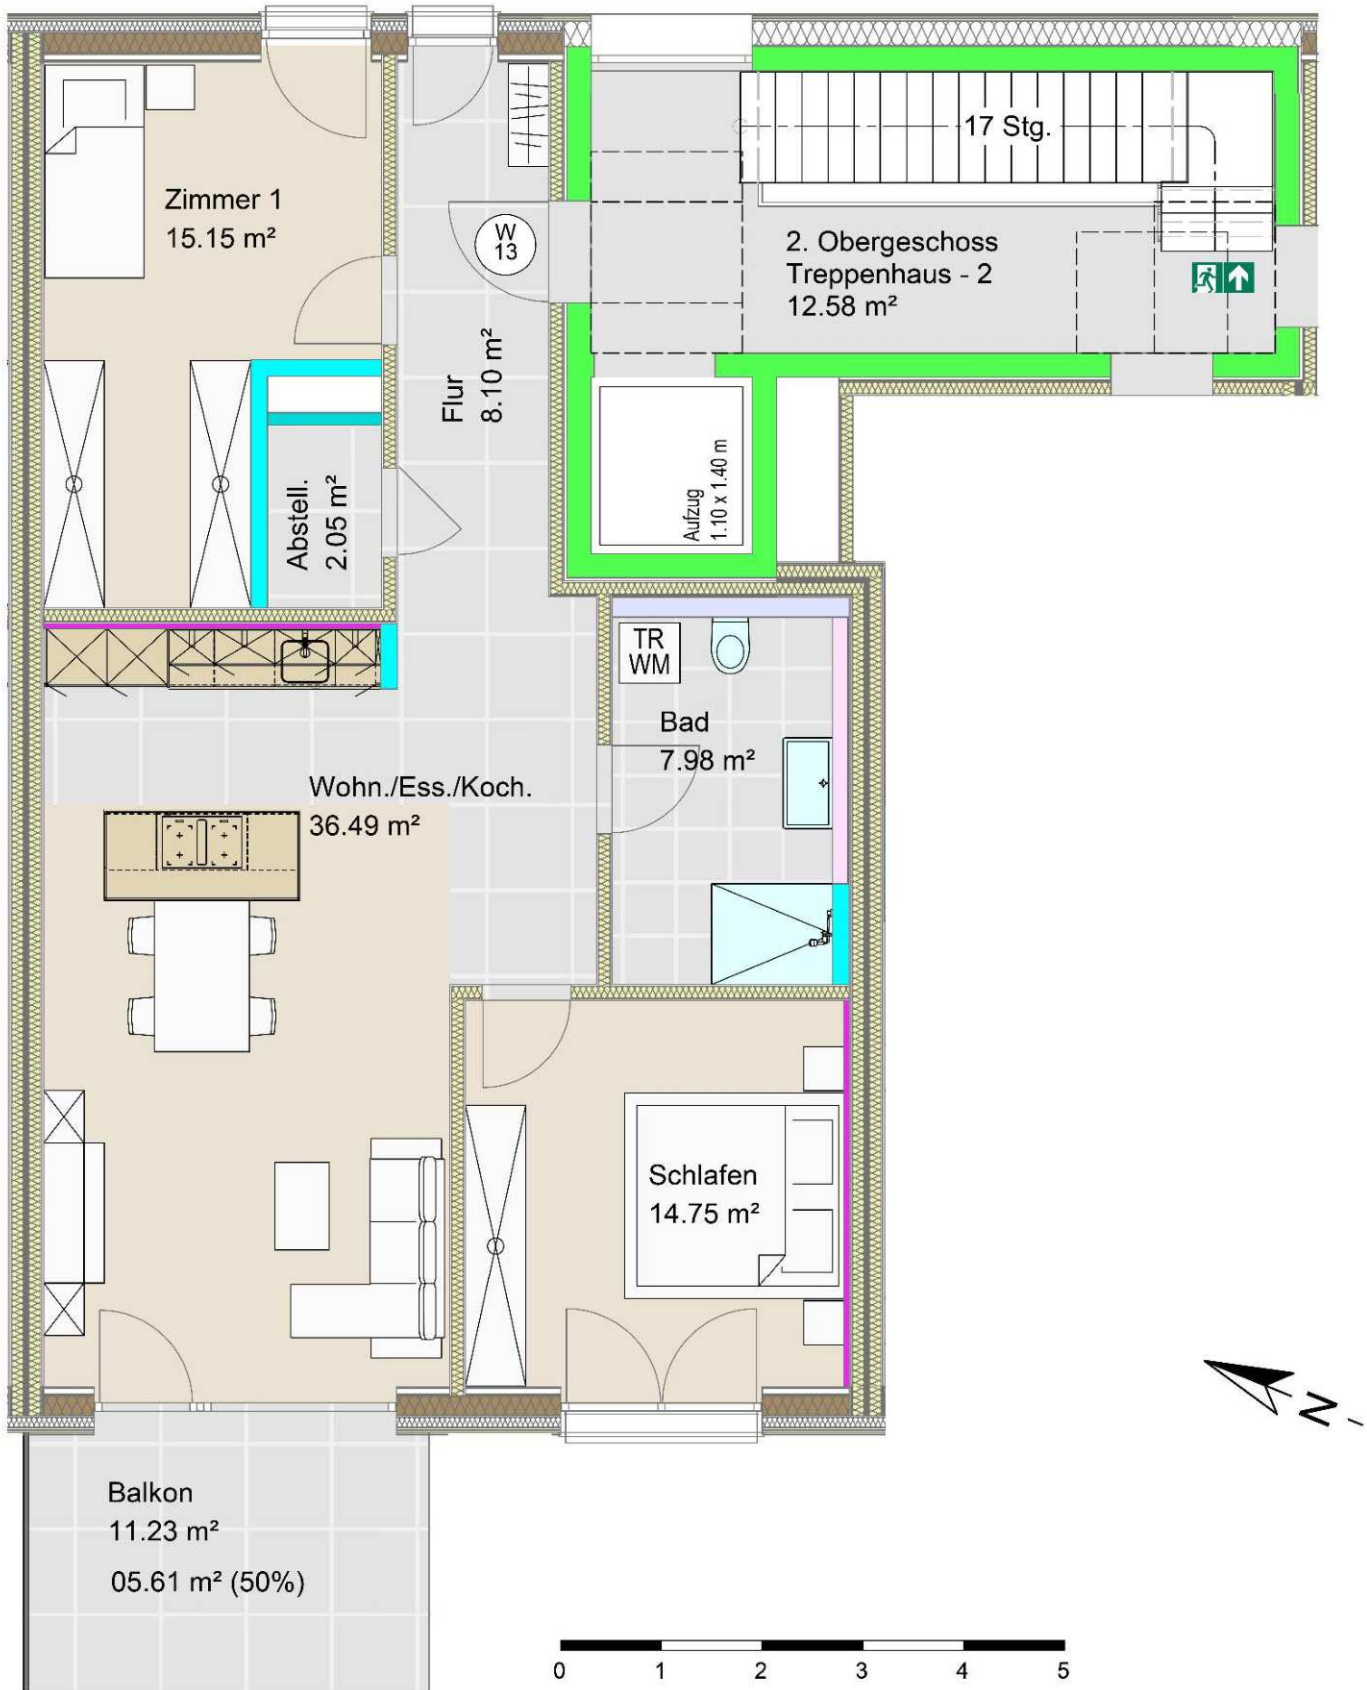 17 Stg.
Zimmer 1
15.15 m²
W
13
2. Obergeschoss
Treppenhaus - 2
12.58 m²
Flur
8.10 m²
Abstell.
2.05 m²
Aufzug
1.10 x 1.40 m
TR
WM
Bad
7.98 m²
Wohn./Ess./Koch.
36.49 m²
Schlafen
14.75 m²
N
Balkon
11.23 m²
05.61 m² (50%)
0 1 2 3 4 5